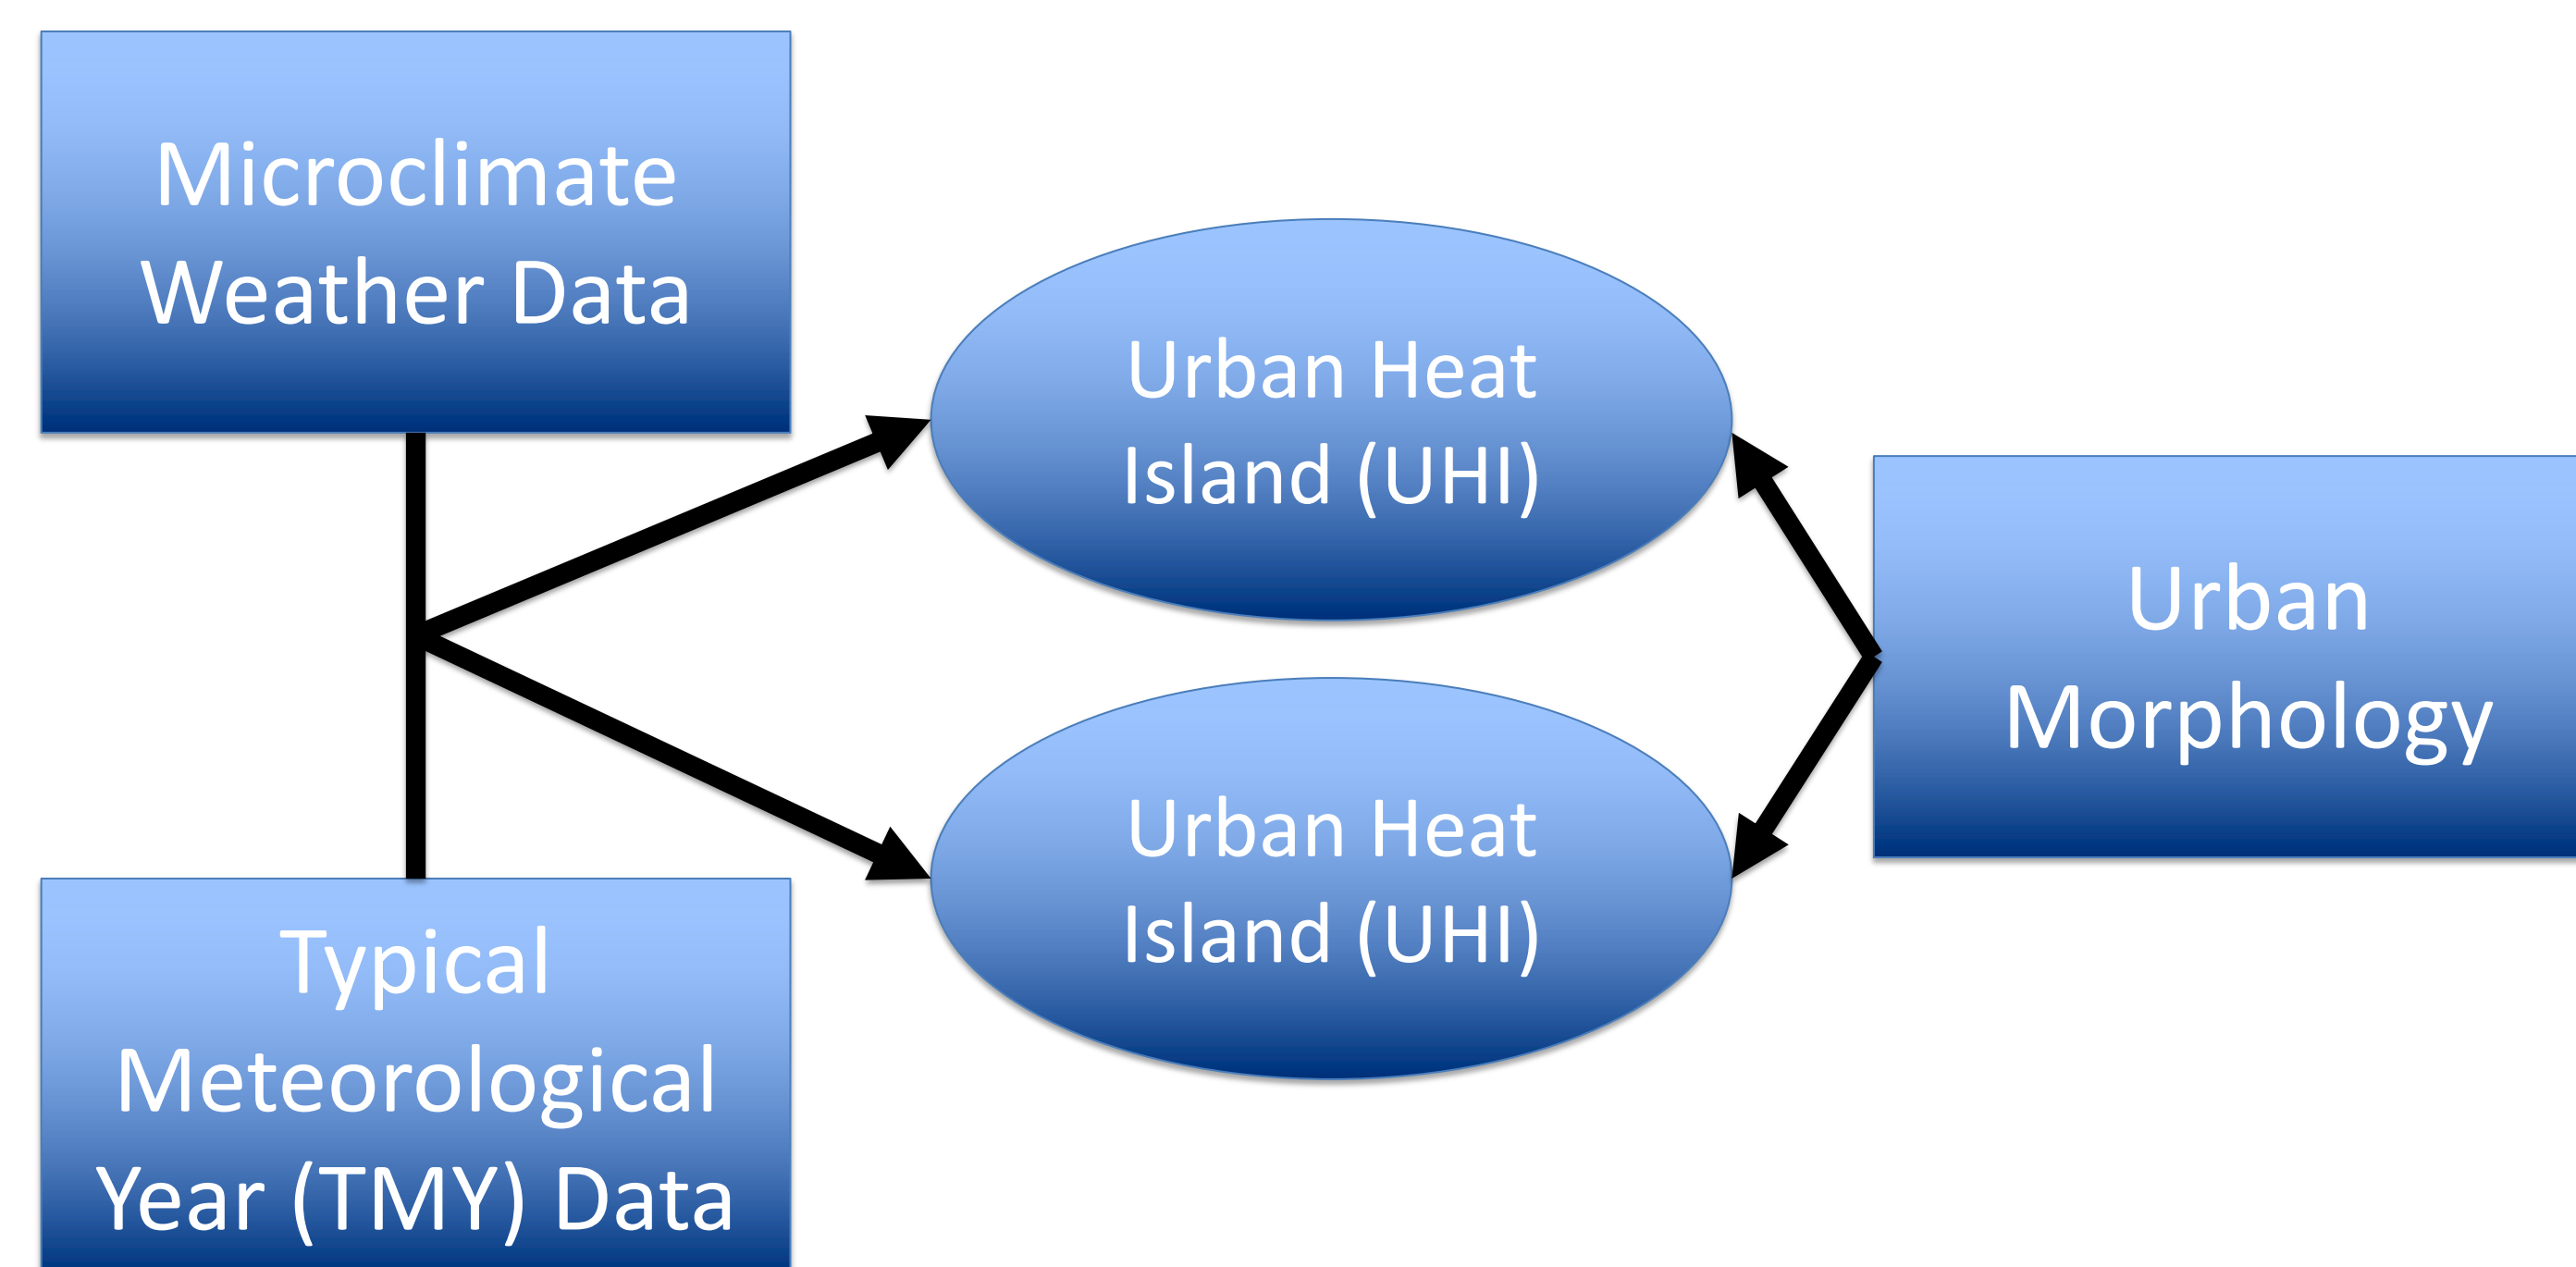 Microclimate
Weather Data
Urban Heat
Island (UHI)
Urban
Morphology
Urban Heat
Island (UHI)
Typical
Meteorological
Year (TMY) Data